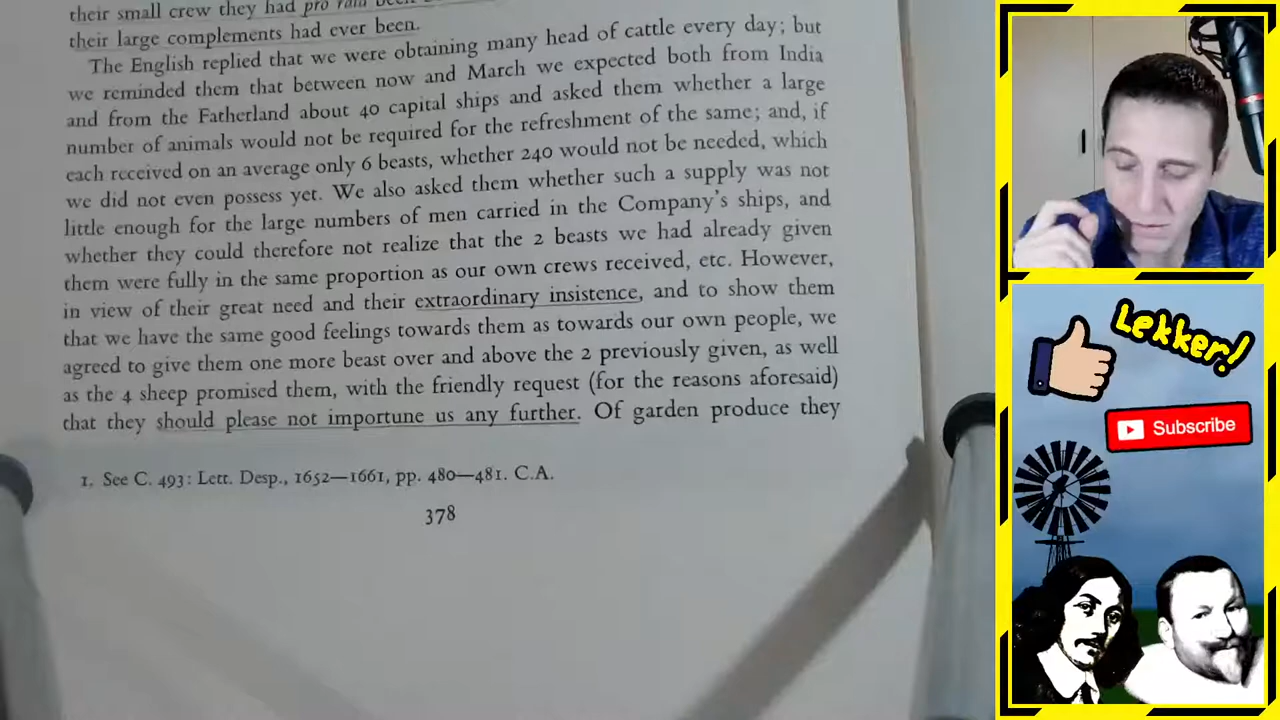 their small crew they had pro rata been
their large complements had ever been.
The English replied that we were obtaining many head of cattle every day; but
we reminded them that between now and March we expected both from India
and from the Fatherland about 40 capital ships and asked them whether a large
number of animals would not be required for the refreshment of the same; and, if
each received on an average only 6 beasts, whether 240 would not be needed, which
we did not even possess yet. We also asked them whether such a supply was not
little enough for the large numbers of men carried in the Company's ships, and
whether they could therefore not realize that the 2 beasts we had already given
them were fully in the same proportion as our own crews received, etc. However,
in view of their great need and their extraordinary insistence, and to show them
that we have the same good feelings towards them as towards our own people, we
agreed to give them one more beast over and above the 2 previously given, as well
as the 4 sheep promised them, with the friendly request (for the reasons aforesaid)
that they should please not importune us any further. Of garden produce they
1. See C. 493: Lett. Desp., 1652—1661, pp. 480—481. C.A.
378
Lekker!
Subscribe